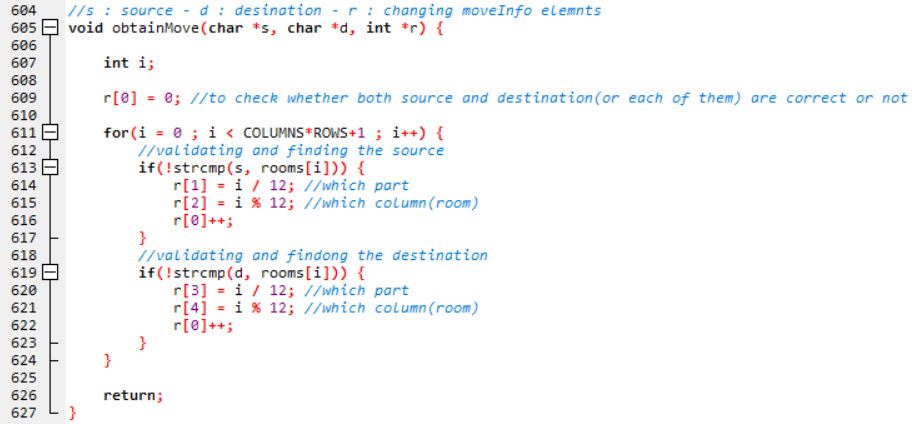 604 //s : source - d : desination - r : changing moveInfo elemnts
605 void obtainMove(char *s, char *d, int *r) {
606
607     int i;
608
609     r[0] = 0; //to check whether both source and destination(or each of them) are correct or not
610
611     for(i = 0 ; i < COLUMNS*ROWS+1 ; i++) {
612         //validating and finding the source
613         if(!strcmp(s, rooms[i])) {
614             r[1] = i / 12; //which part
615             r[2] = i % 12; //which column(room)
616             r[0]++;
617         }
618         //validating and findong the destination
619         if(!strcmp(d, rooms[i])) {
620             r[3] = i / 12; //which part
621             r[4] = i % 12; //which column(room)
622             r[0]++;
623         }
624     }
625
626     return;
627 }